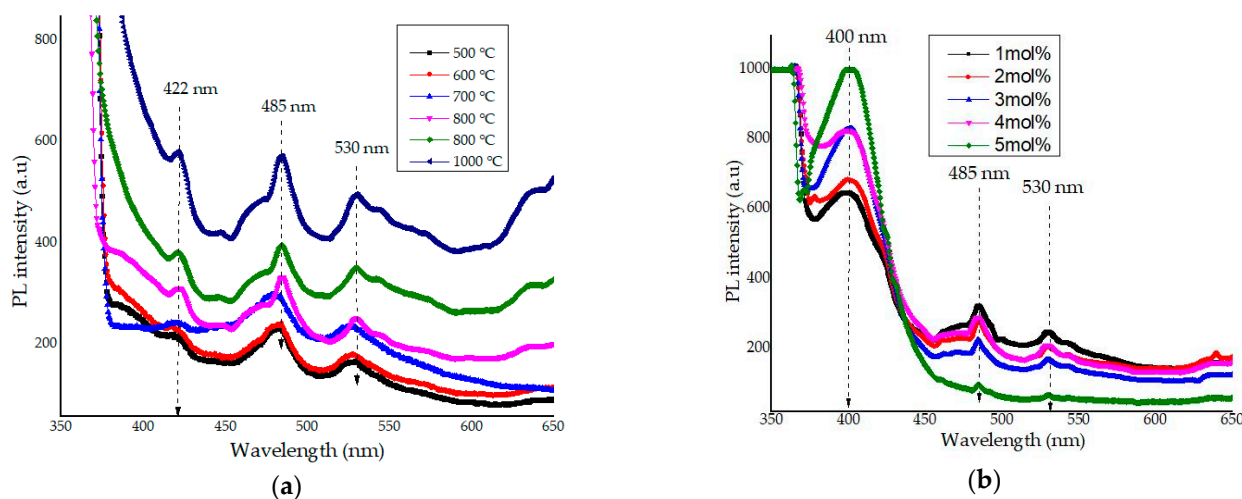 800
600
400
200
PL intensity (a.u)
422 nm
485 nm
530 nm
500 ℃
600 ℃
700 ℃
800 ℃
800 ℃
1000 ℃
350 400 450 500 550 600 650
Wavelength (nm)
(a)
1000
800
600
400
200
PL intensity (a.u)
400 nm
485 nm
530 nm
1mol%
2mol%
3mol%
4mol%
5mol%
350 400 450 500 550 600 650
Wavelength (nm)
(b)